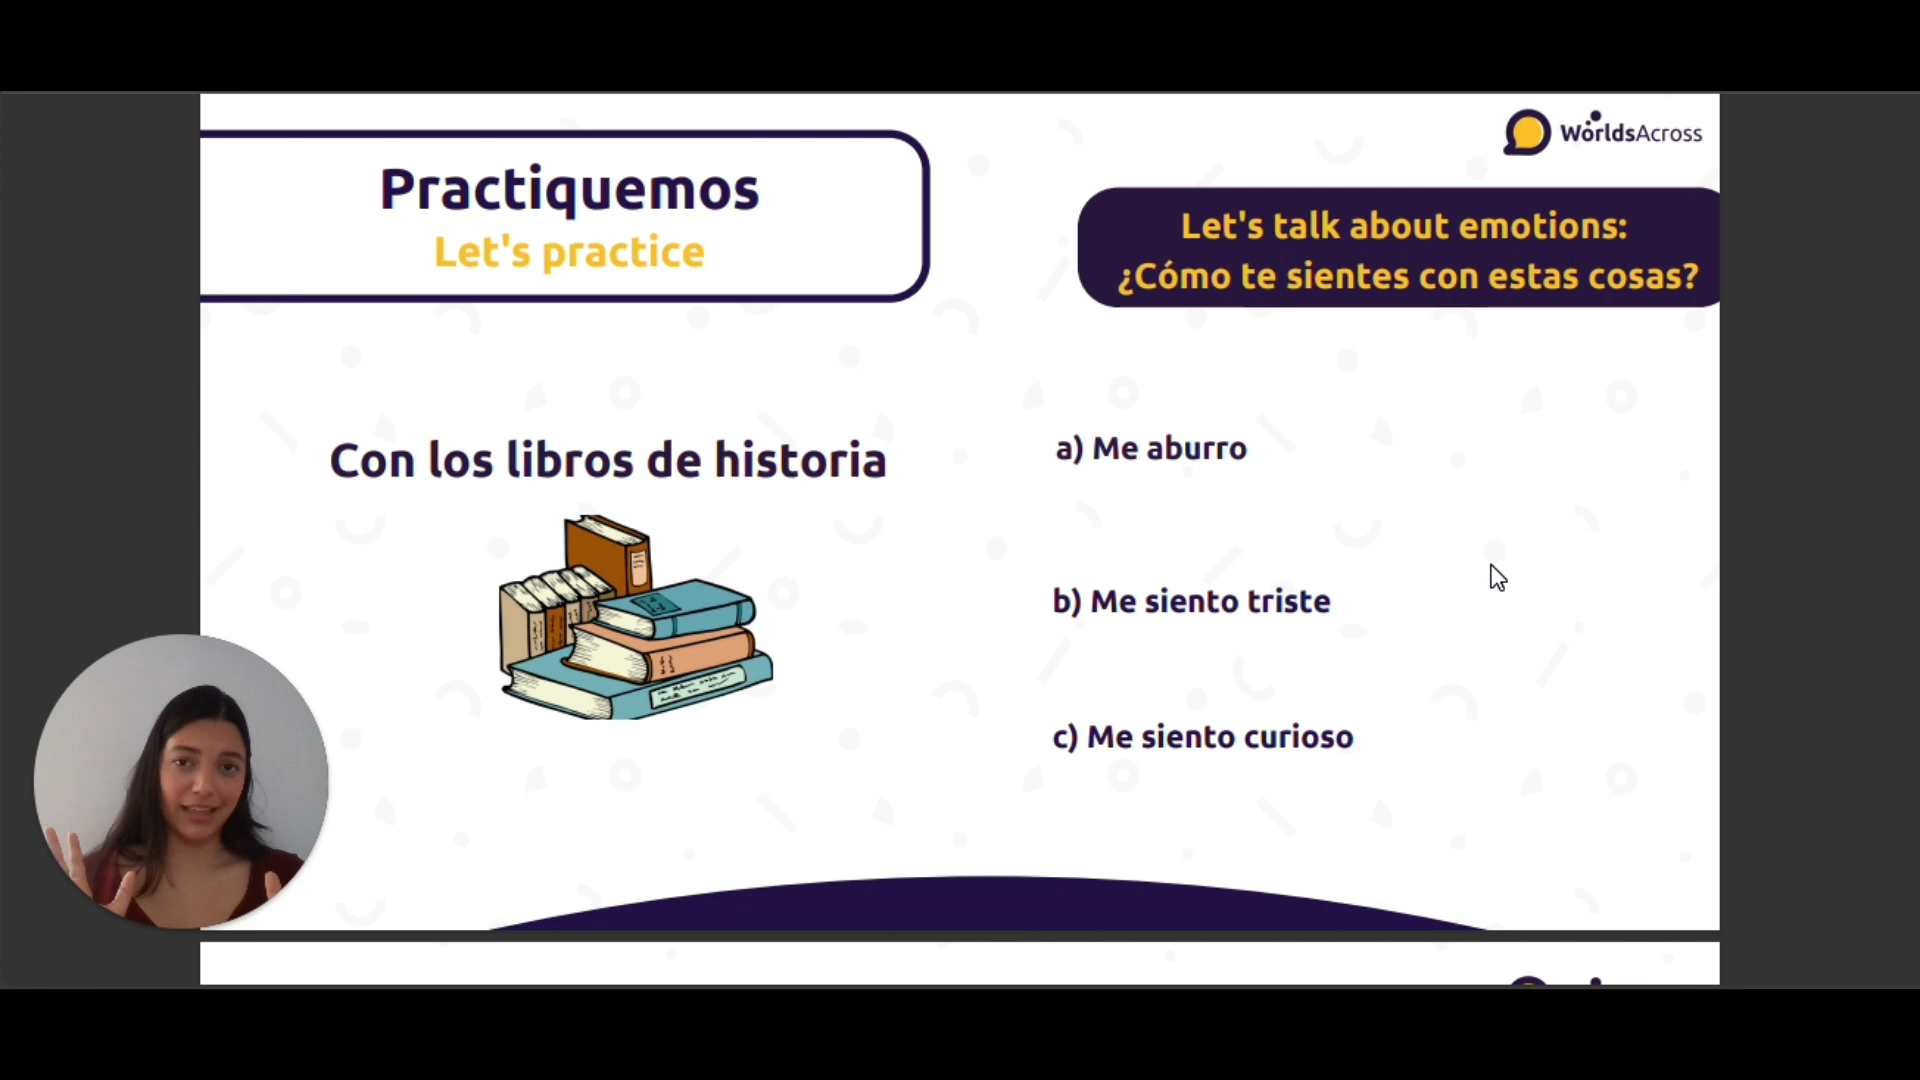 Practiquemos
Let's practice
WorldsAcross
Let's talk about emotions:
¿Cómo te sientes con estas cosas?
Con los libros de historia
a) Me aburro
b) Me siento triste
c) Me siento curioso